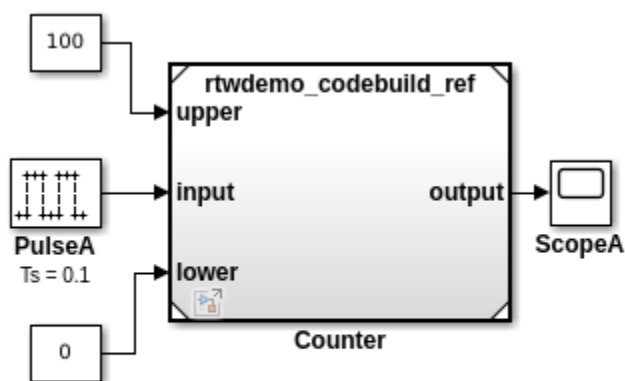 100
rtwdemo_codebuild_ref
upper
input
output
PulseA
ScopeA
Ts = 0.1
lower
0
Counter